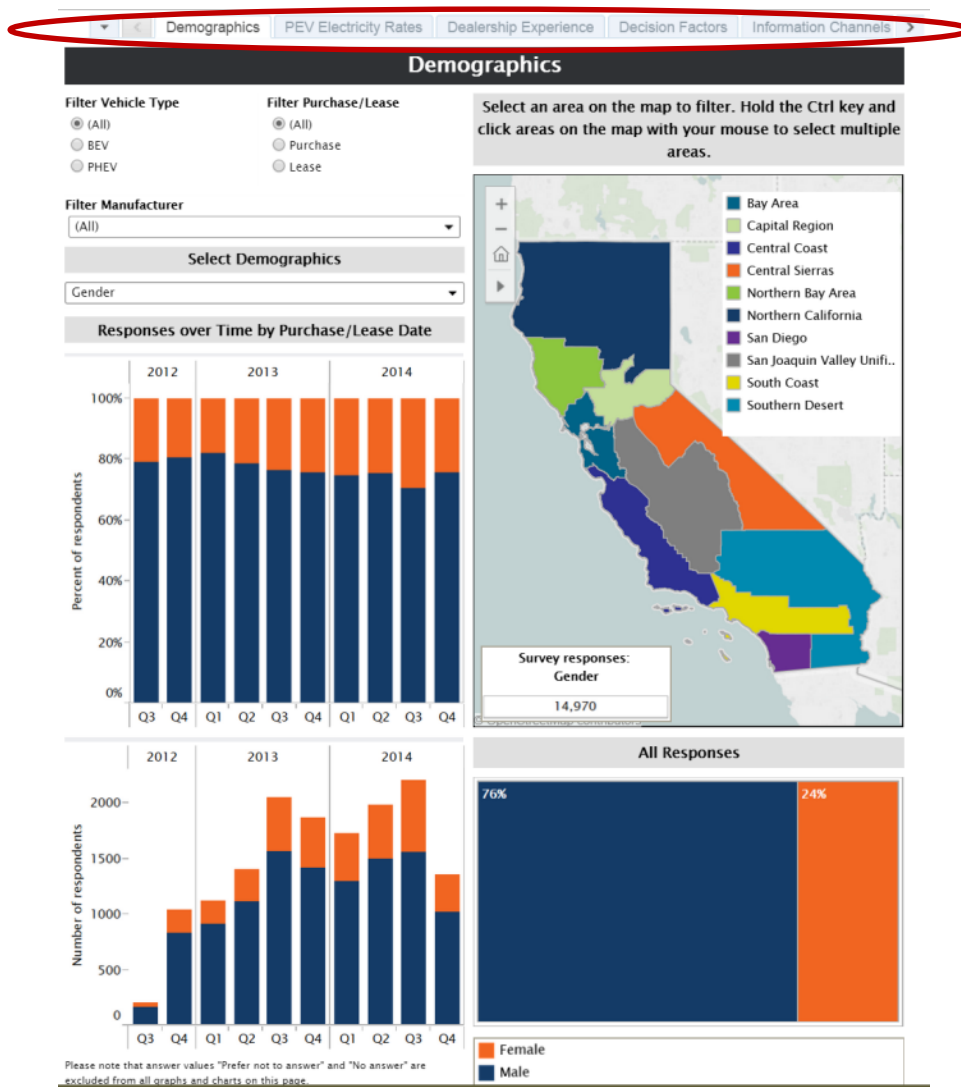 Demographics PEV Electricity Rates Dealership Experience Decision Factors Information Channels
Demographics
Filter Vehicle Type
(All)
BEV
PHEV
Filter Purchase/Lease
(All)
Purchase
Lease
Filter Manufacturer
(All)
Select Demographics
Gender
Select an area on the map to filter. Hold the Ctrl key and
click areas on the map with your mouse to select multiple
areas.
Bay Area
Capital Region
Central Coast
Central Sierras
Northern Bay Area
Northern California
San Diego
San Joaquin Valley Unifi..
South Coast
Southern Desert
Survey responses:
Gender
14,970
© OpenStreetMap contributors
Responses over Time by Purchase/Lease Date
2012 2013 2014
Percent of respondents
100%
80%
60%
40%
20%
0%
Q3 Q4 Q1 Q2 Q3 Q4 Q1 Q2 Q3 Q4
2012 2013 2014
Number of respondents
2000
1500
1000
500
0
Q3 Q4 Q1 Q2 Q3 Q4 Q1 Q2 Q3 Q4
Please note that answer values "Prefer not to answer" and "No answer" are
excluded from all graphs and charts on this page.
All Responses
76% 24%
Female
Male